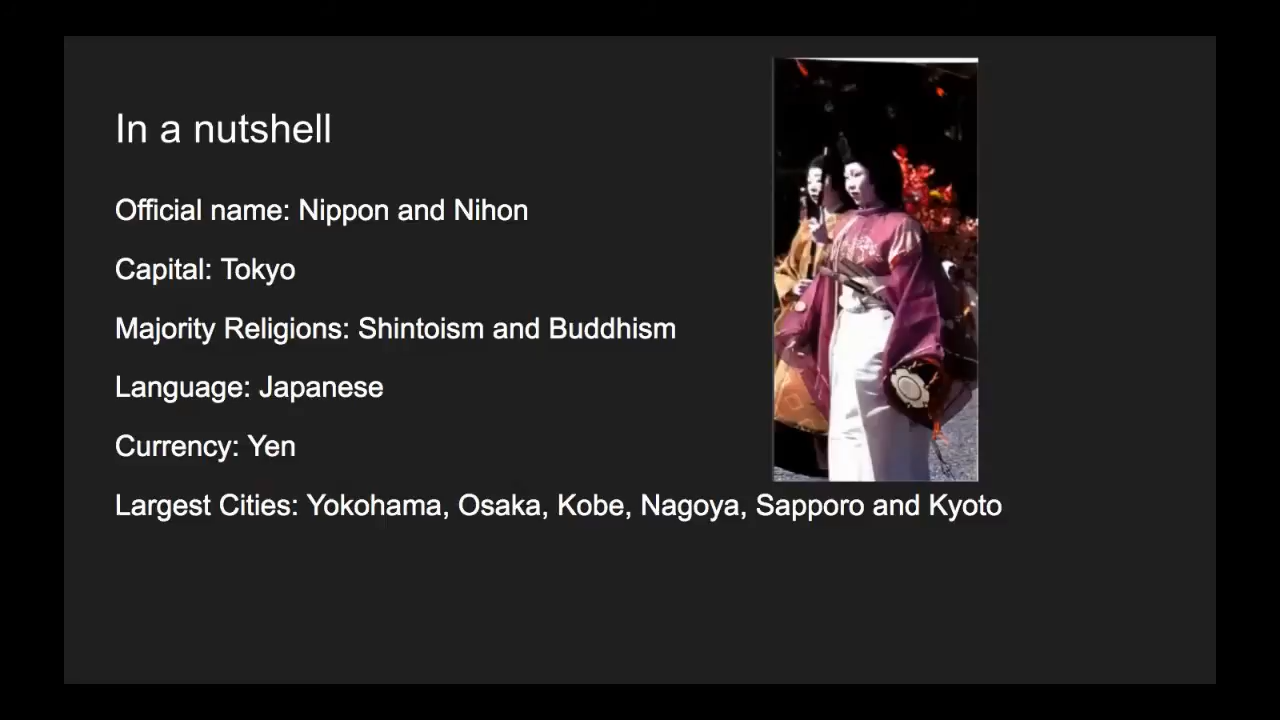 In a nutshell
Official name: Nippon and Nihon
Capital: Tokyo
Majority Religions: Shintoism and Buddhism
Language: Japanese
Currency: Yen
Largest Cities: Yokohama, Osaka, Kobe, Nagoya, Sapporo and Kyoto